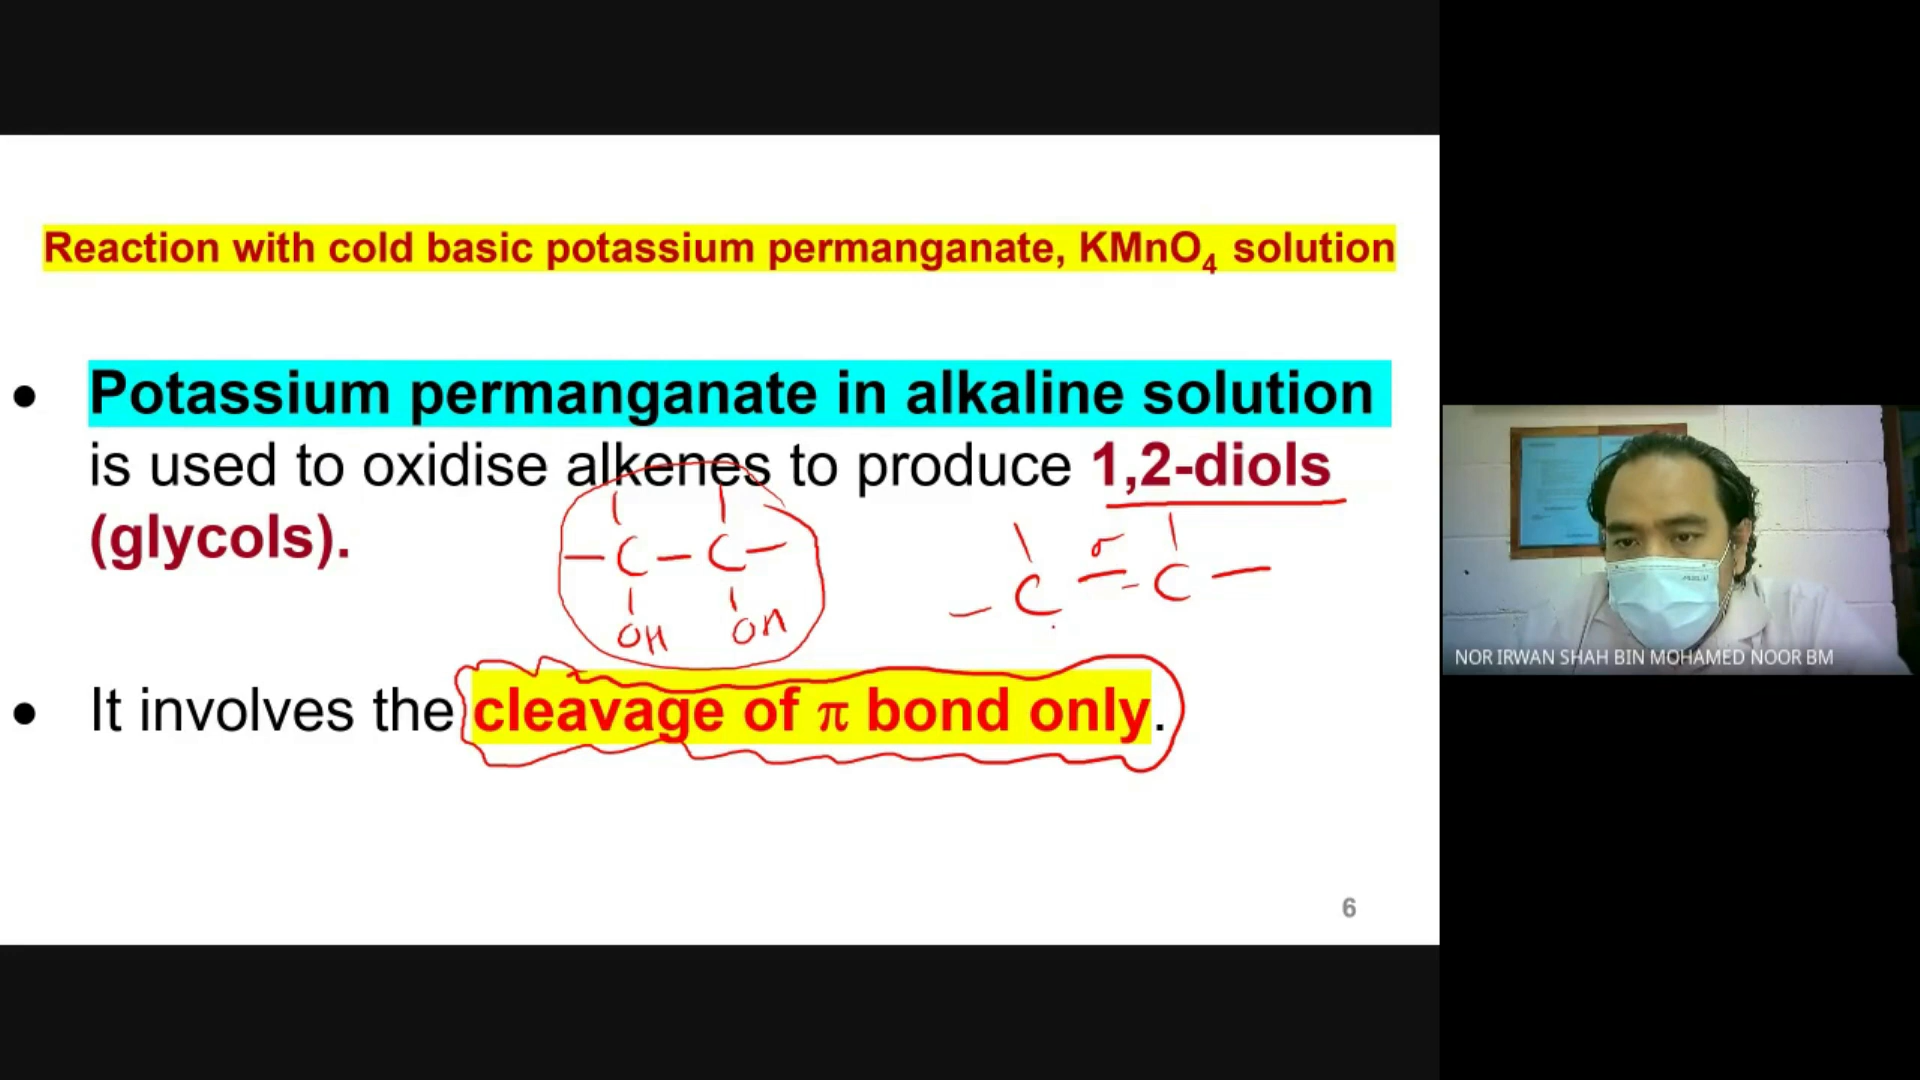 Reaction with cold basic potassium permanganate, KMnO₄ solution
• Potassium permanganate in alkaline solution
is used to oxidise alkenes to produce 1,2-diols
(glycols).
– C – C –
OH OH
σ
– C = C –
• It involves the cleavage of π bond only.
6
NOR IRWAN SHAH BIN MOHAMED NOOR BM